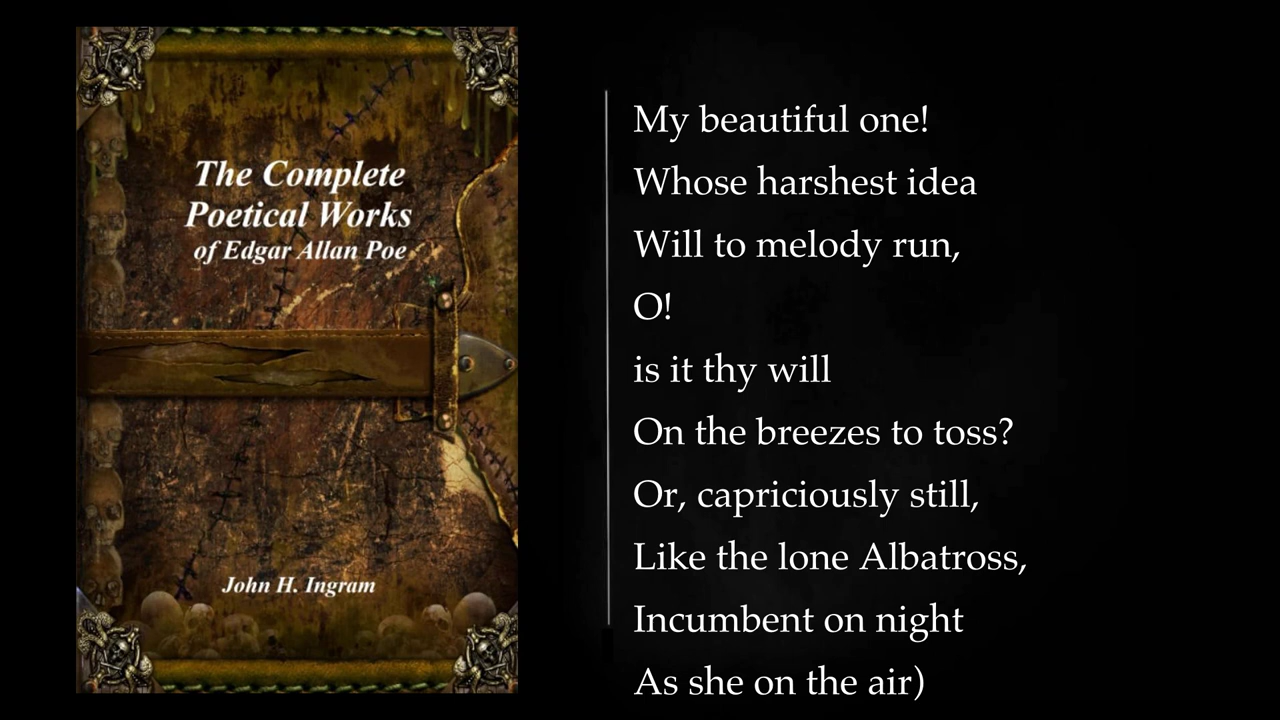 The Complete
Poetical Works
of Edgar Allan Poe
John H. Ingram
My beautiful one!
Whose harshest idea
Will to melody run,
O!
is it thy will
On the breezes to toss?
Or, capriciously still,
Like the lone Albatross,
Incumbent on night
As she on the air)